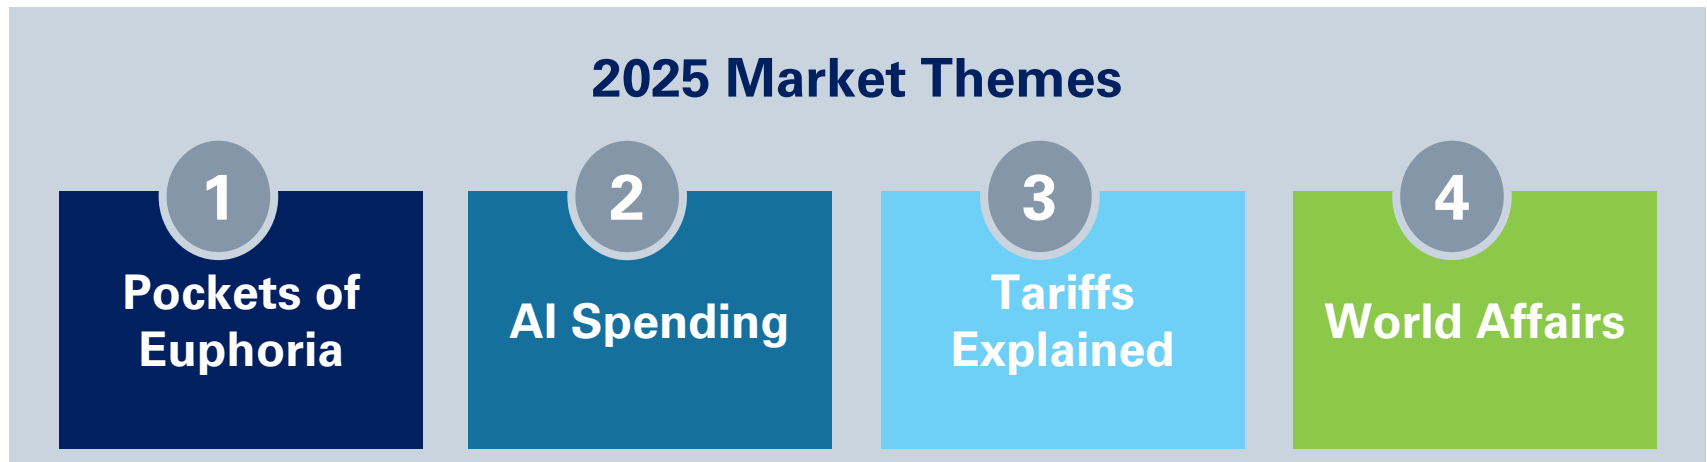 2025 Market Themes
1
Pockets of
Euphoria
2
AI Spending
3
Tariffs
Explained
4
World Affairs